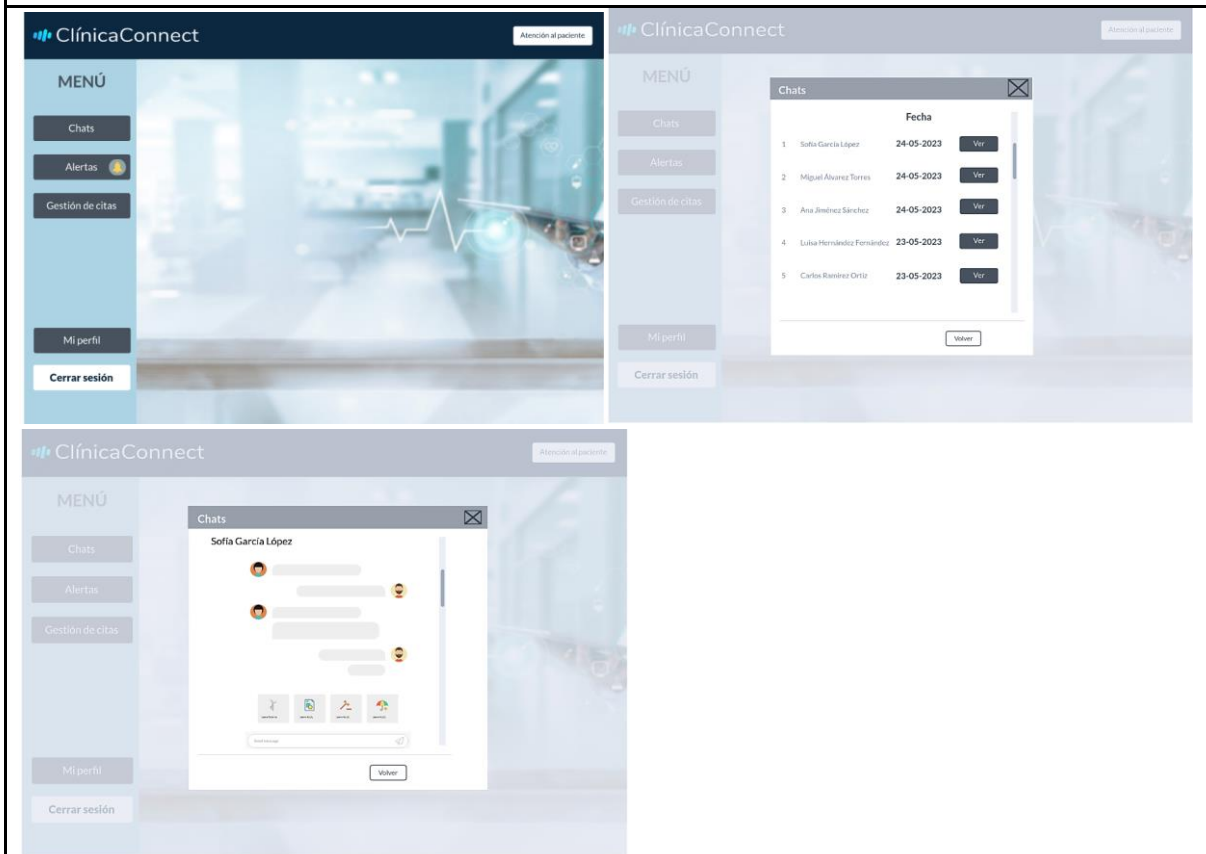 ClínicaConnect
Atención al paciente
MENÚ
Chats
Alertas
Gestión de citas
Mi perfil
Cerrar sesión
ClínicaConnect
Atención al paciente
MENÚ
Chats
Alertas
Gestión de citas
Mi perfil
Cerrar sesión
Chats
Fecha
1 Sofía García López 24-05-2023 Ver
2 Miguel Álvarez Torres 24-05-2023 Ver
3 Ana Jiménez Sánchez 24-05-2023 Ver
4 Luisa Hernández Fernández 23-05-2023 Ver
5 Carlos Ramírez Ortiz 23-05-2023 Ver
Volver
ClínicaConnect
Atención al paciente
MENÚ
Chats
Alertas
Gestión de citas
Mi perfil
Cerrar sesión
Chats
Sofía García López
Volver